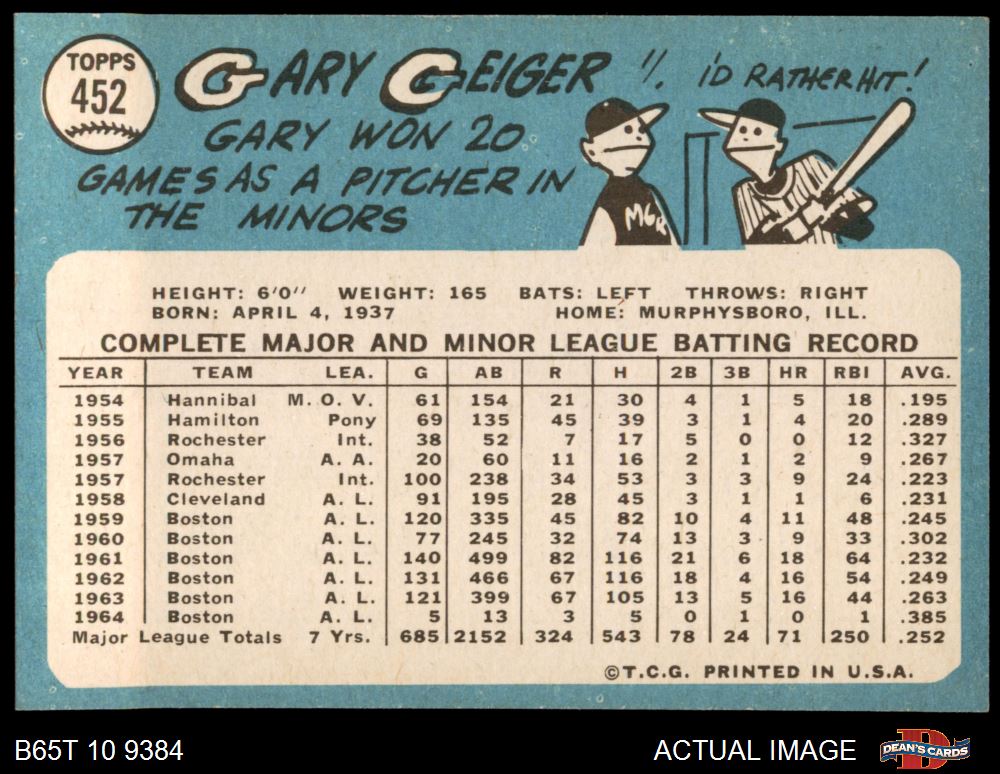 TOPPS
452
GARY GEIGER
I'D RATHER HIT!
GARY WON 20
GAMES AS A PITCHER IN
THE MINORS
MGR
HEIGHT: 6'0" WEIGHT: 165 BATS: LEFT THROWS: RIGHT
BORN: APRIL 4, 1937 HOME: MURPHYSBORO, ILL.
COMPLETE MAJOR AND MINOR LEAGUE BATTING RECORD
YEAR TEAM LEA. G AB R H 2B 3B HR RBI AVG.
1954 Hannibal M. O. V. 61 154 21 30 4 1 5 18 .195
1955 Hamilton Pony 69 135 45 39 3 1 4 20 .289
1956 Rochester Int. 38 52 7 17 5 0 0 12 .327
1957 Omaha A. A. 20 60 11 16 2 1 2 9 .267
1957 Rochester Int. 100 238 34 53 3 3 9 24 .223
1958 Cleveland A. L. 91 195 28 45 3 1 1 6 .231
1959 Boston A. L. 120 335 45 82 10 4 11 48 .245
1960 Boston A. L. 77 245 32 74 13 3 9 33 .302
1961 Boston A. L. 140 499 82 116 21 6 18 64 .232
1962 Boston A. L. 131 466 67 116 18 4 16 54 .249
1963 Boston A. L. 121 399 67 105 13 5 16 44 .263
1964 Boston A. L. 5 13 3 5 0 1 0 1 .385
Major League Totals 7 Yrs. 685 2152 324 543 78 24 71 250 .252
©T.C.G. PRINTED IN U.S.A.
B65T 10 9384 ACTUAL IMAGE DEAN'S CARDS